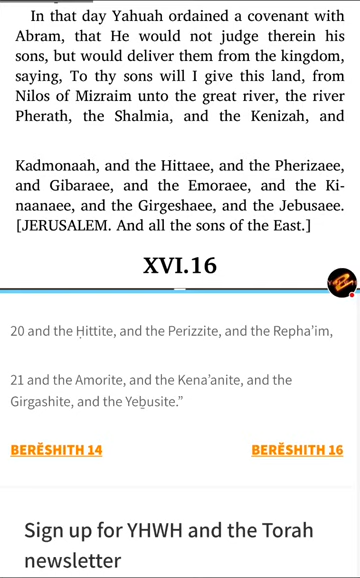 In that day Yahuah ordained a covenant with
Abram, that He would not judge therein his
sons, but would deliver them from the kingdom,
saying, To thy sons will I give this land, from
Nilos of Mizraim unto the great river, the river
Pherath, the Shalmia, and the Kenizah, and
Kadmonaah, and the Hittaee, and the Pherizaee,
and Gibaraee, and the Emoraee, and the Ki-
naanaee, and the Girgeshaee, and the Jebusaee.
[JERUSALEM. And all the sons of the East.]
XVI.16
20 and the Ḥittite, and the Perizzite, and the Repha’im,
21 and the Amorite, and the Kena’anite, and the
Girgashite, and the Yeḇusite.”
BERĔSHITH 14
BERĔSHITH 16
Sign up for YHWH and the Torah
newsletter